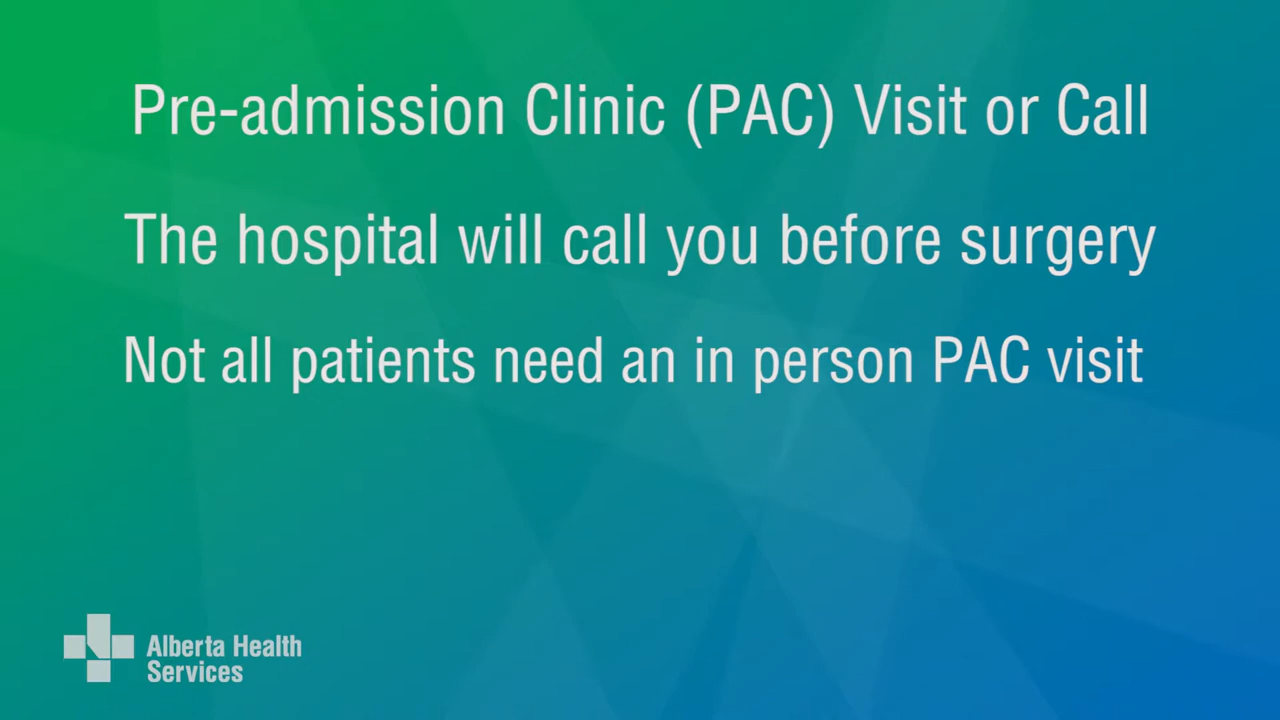 Pre-admission Clinic (PAC) Visit or Call
The hospital will call you before surgery
Not all patients need an in person PAC visit
Alberta Health
Services